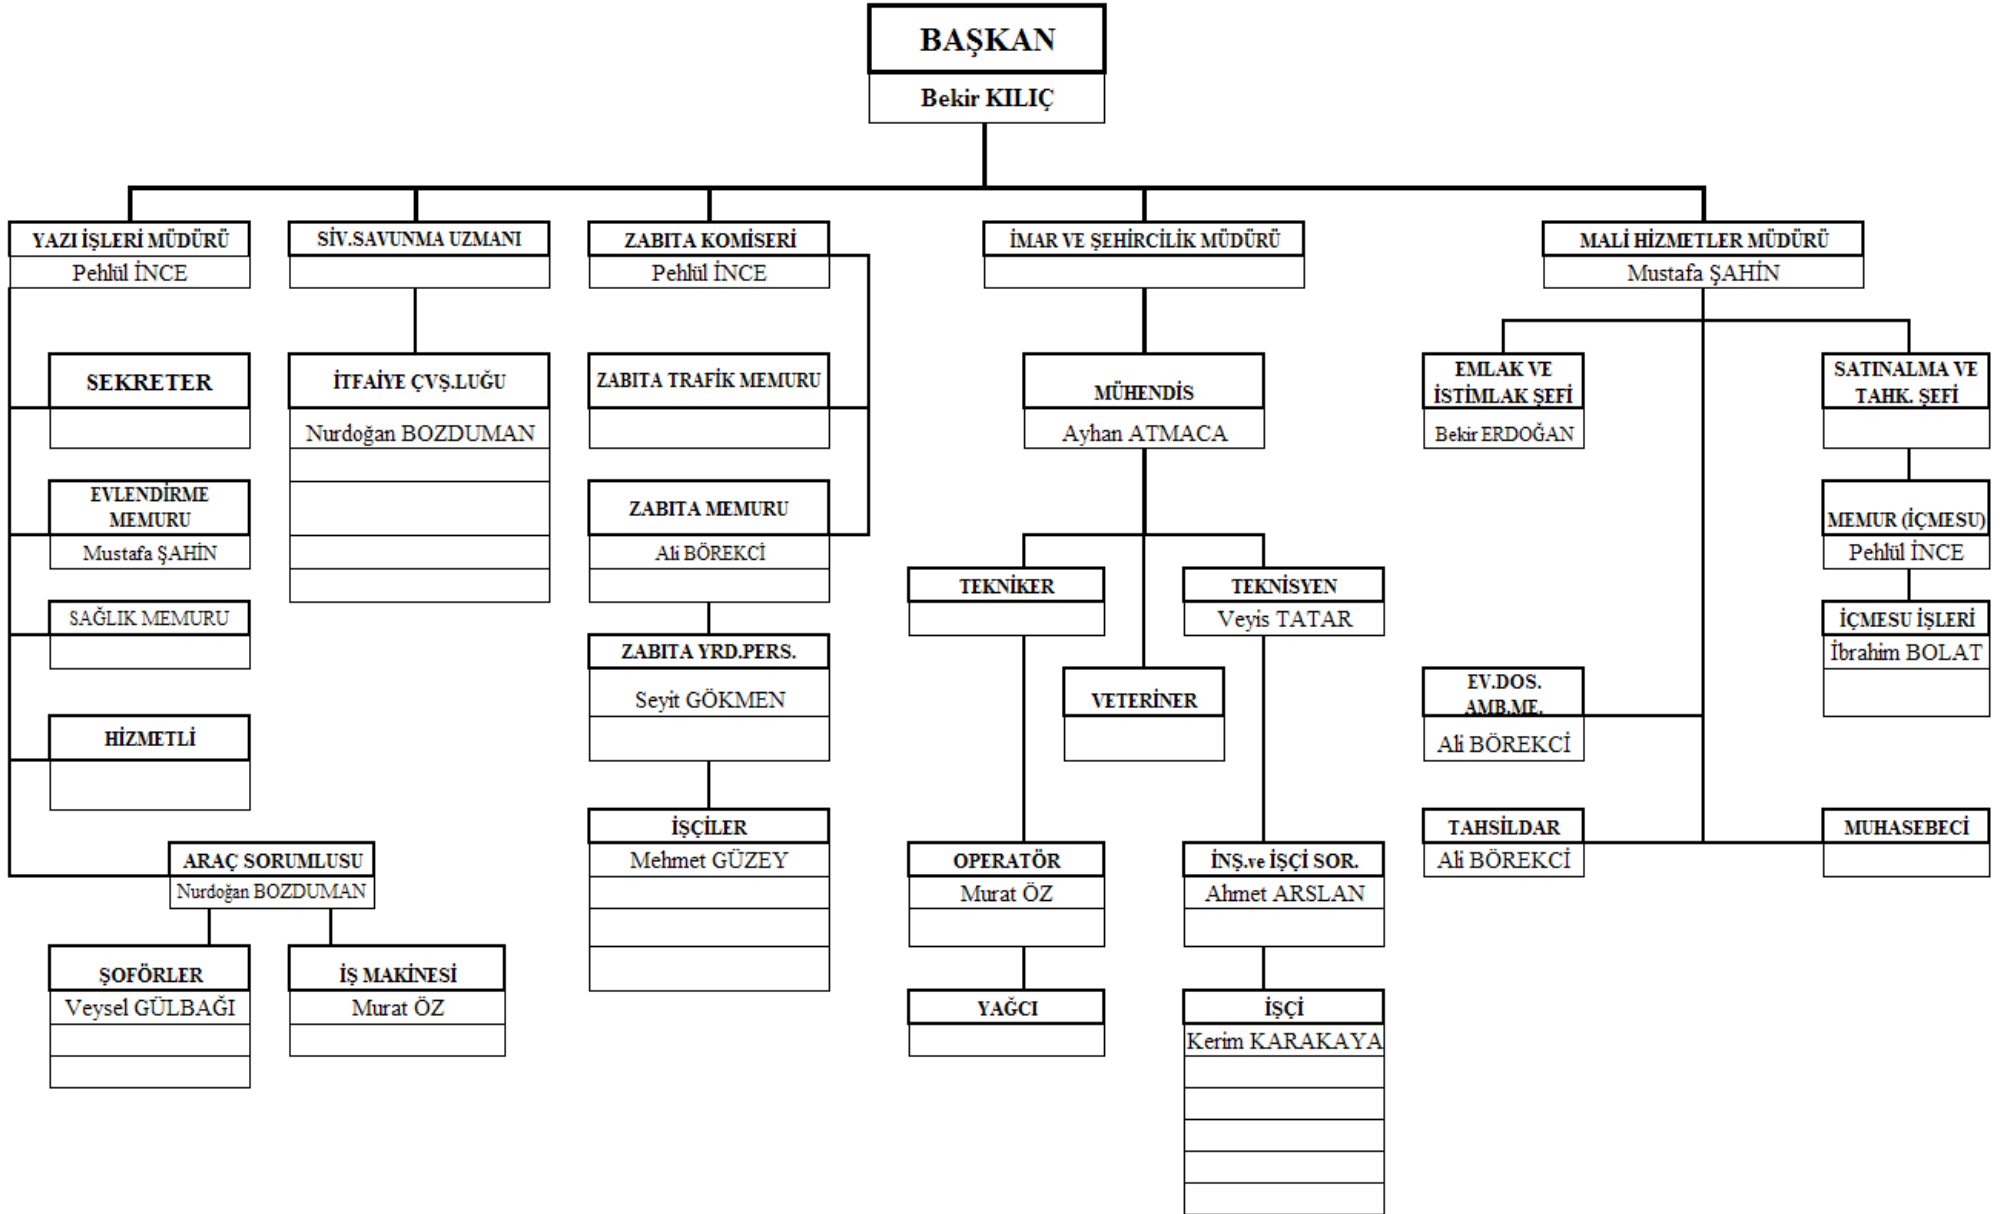 BAŞKAN
Bekir KILIÇ
YAZI İŞLERİ MÜDÜRÜ
Pehlül İNCE
SİV.SAVUNMA UZMANI
ZABITA KOMİSERİ
Pehlül İNCE
İMAR VE ŞEHİRCİLİK MÜDÜRÜ
MALİ HİZMETLER MÜDÜRÜ
Mustafa ŞAHİN
SEKRETER
İTFAİYE ÇVŞ.LUĞU
Nurdoğan BOZDUMAN
ZABITA TRAFİK MEMURU
MÜHENDİS
Ayhan ATMACA
EMLAK VE
İSTİMLAK ŞEFİ
Bekir ERDOĞAN
SATINALMA VE
TAHK. ŞEFİ
EVLENDİRME
MEMURU
Mustafa ŞAHİN
ZABITA MEMURU
Ali BÖREKCİ
MEMUR (İÇMESU)
Pehlül İNCE
TEKNİKER
TEKNİSYEN
Veyis TATAR
SAĞLIK MEMURU
İÇMESU İŞLERİ
İbrahim BOLAT
ZABITA YRD.PERS.
Seyit GÖKMEN
VETERİNER
EV.DOS.
AMB.ME.
Ali BÖREKCİ
HİZMETLİ
İŞÇİLER
Mehmet GÜZEY
TAHSİLDAR
Ali BÖREKCİ
MUHASEBECİ
ARAÇ SORUMLUSU
Nurdoğan BOZDUMAN
OPERATÖR
Murat ÖZ
İNŞ.ve İŞÇİ SOR.
Ahmet ARSLAN
ŞOFÖRLER
Veysel GÜLBAĞI
İŞ MAKİNESİ
Murat ÖZ
YAĞCI
İŞÇİ
Kerim KARAKAYA